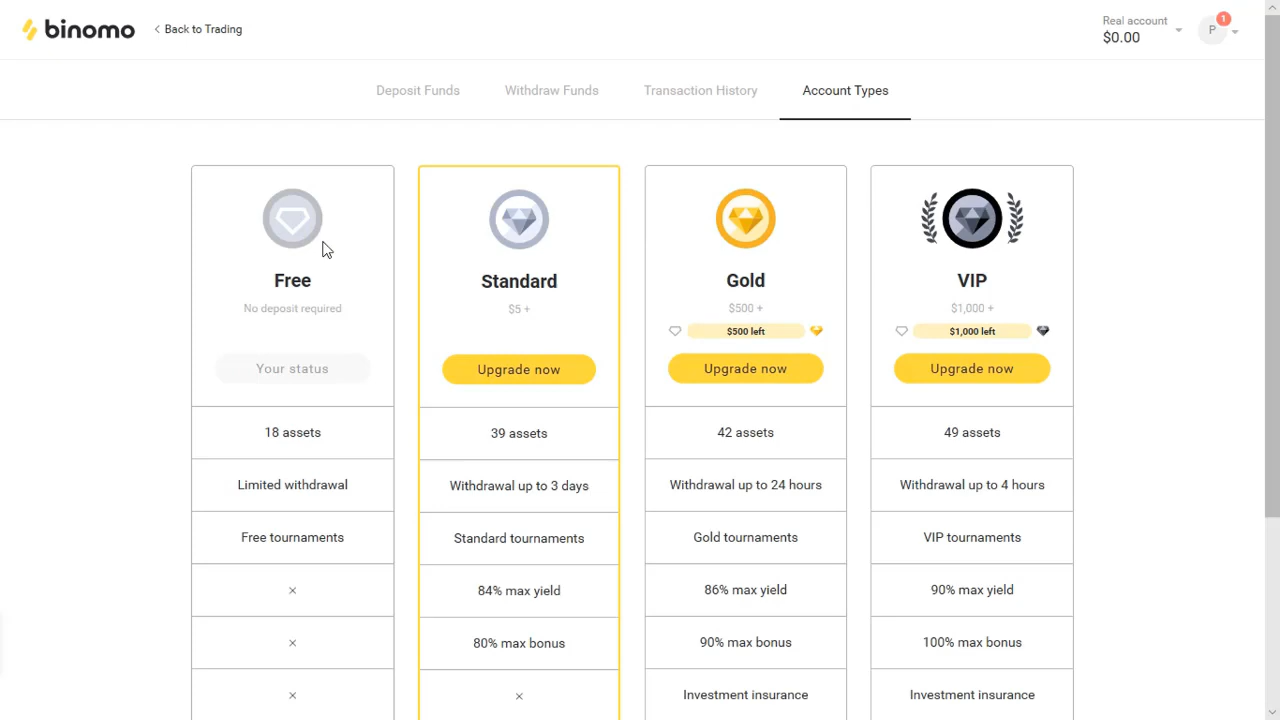 binomo
Back to Trading
Real account
$0.00
P
1
Deposit Funds
Withdraw Funds
Transaction History
Account Types
Free
No deposit required
Your status
18 assets
Limited withdrawal
Free tournaments
×
×
×
Standard
$5 +
Upgrade now
39 assets
Withdrawal up to 3 days
Standard tournaments
84% max yield
80% max bonus
×
Gold
$500 +
$500 left
Upgrade now
42 assets
Withdrawal up to 24 hours
Gold tournaments
86% max yield
90% max bonus
Investment insurance
VIP
$1,000 +
$1,000 left
Upgrade now
49 assets
Withdrawal up to 4 hours
VIP tournaments
90% max yield
100% max bonus
Investment insurance